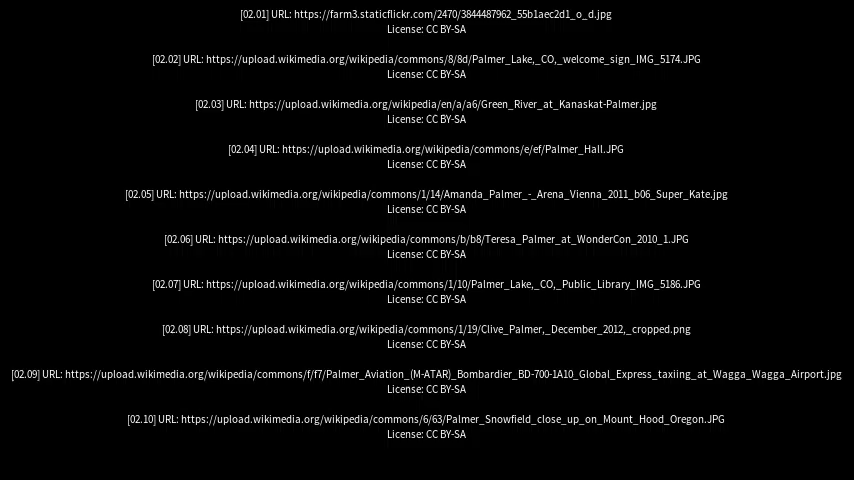 [02.01] URL: https://farm3.staticflickr.com/2470/3844487962_55b1aec2d1_o_d.jpg
License: CC BY-SA
[02.02] URL: https://upload.wikimedia.org/wikipedia/commons/8/8d/Palmer_Lake,_CO,_welcome_sign_IMG_5174.JPG
License: CC BY-SA
[02.03] URL: https://upload.wikimedia.org/wikipedia/en/a/a6/Green_River_at_Kanaskat-Palmer.jpg
License: CC BY-SA
[02.04] URL: https://upload.wikimedia.org/wikipedia/commons/e/ef/Palmer_Hall.JPG
License: CC BY-SA
[02.05] URL: https://upload.wikimedia.org/wikipedia/commons/1/14/Amanda_Palmer_-_Arena_Vienna_2011_b06_Super_Kate.jpg
License: CC BY-SA
[02.06] URL: https://upload.wikimedia.org/wikipedia/commons/b/b8/Teresa_Palmer_at_WonderCon_2010_1.JPG
License: CC BY-SA
[02.07] URL: https://upload.wikimedia.org/wikipedia/commons/1/10/Palmer_Lake,_CO,_Public_Library_IMG_5186.JPG
License: CC BY-SA
[02.08] URL: https://upload.wikimedia.org/wikipedia/commons/1/19/Clive_Palmer,_December_2012,_cropped.png
License: CC BY-SA
[02.09] URL: https://upload.wikimedia.org/wikipedia/commons/f/f7/Palmer_Aviation_(M-ATAR)_Bombardier_BD-700-1A10_Global_Express_taxiing_at_Wagga_Wagga_Airport.jpg
License: CC BY-SA
[02.10] URL: https://upload.wikimedia.org/wikipedia/commons/6/63/Palmer_Snowfield_close_up_on_Mount_Hood_Oregon.JPG
License: CC BY-SA